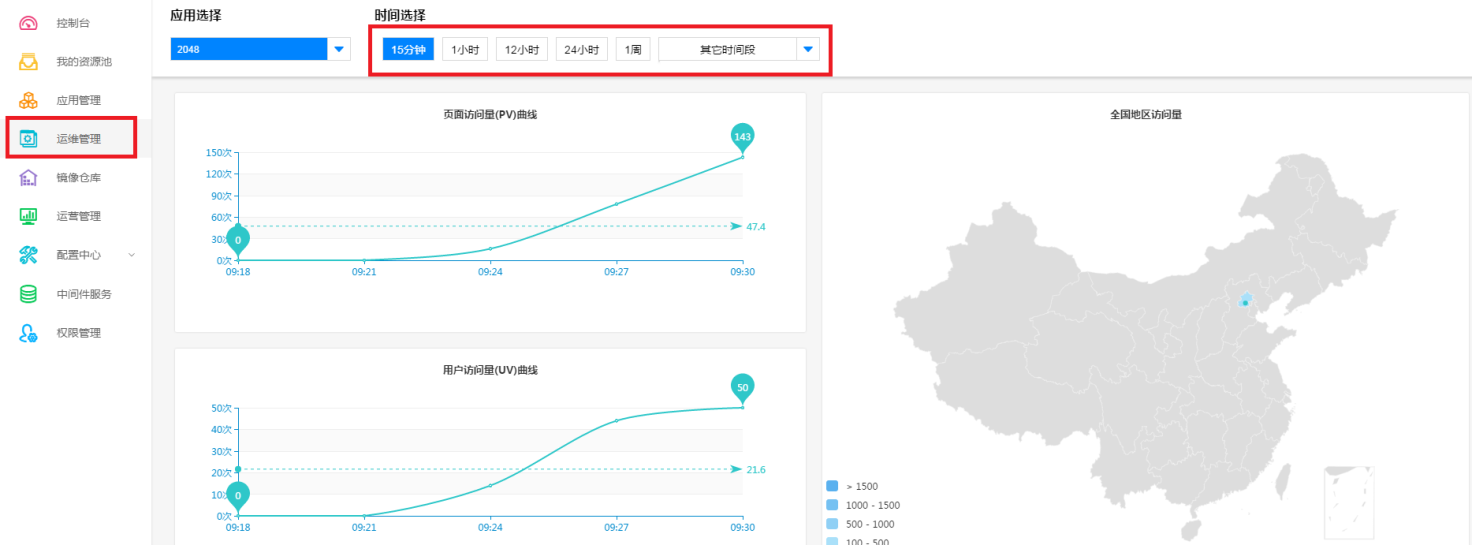 控制台
我的资源池
应用管理
运维管理
镜像仓库
运营管理
配置中心
中间件服务
权限管理
应用选择
2048
时间选择
15分钟 1小时 12小时 24小时 1周 其它时间段
页面访问量(PV)曲线
143
150次
120次
90次
60次
47.4
30次
0
0次
09:18 09:21 09:24 09:27 09:30
用户访问量(UV)曲线
50
50次
40次
30次
20次
21.6
10次
0
0次
09:18 09:21 09:24 09:27 09:30
全国地区访问量
> 1500
1000 - 1500
500 - 1000
100 - 500